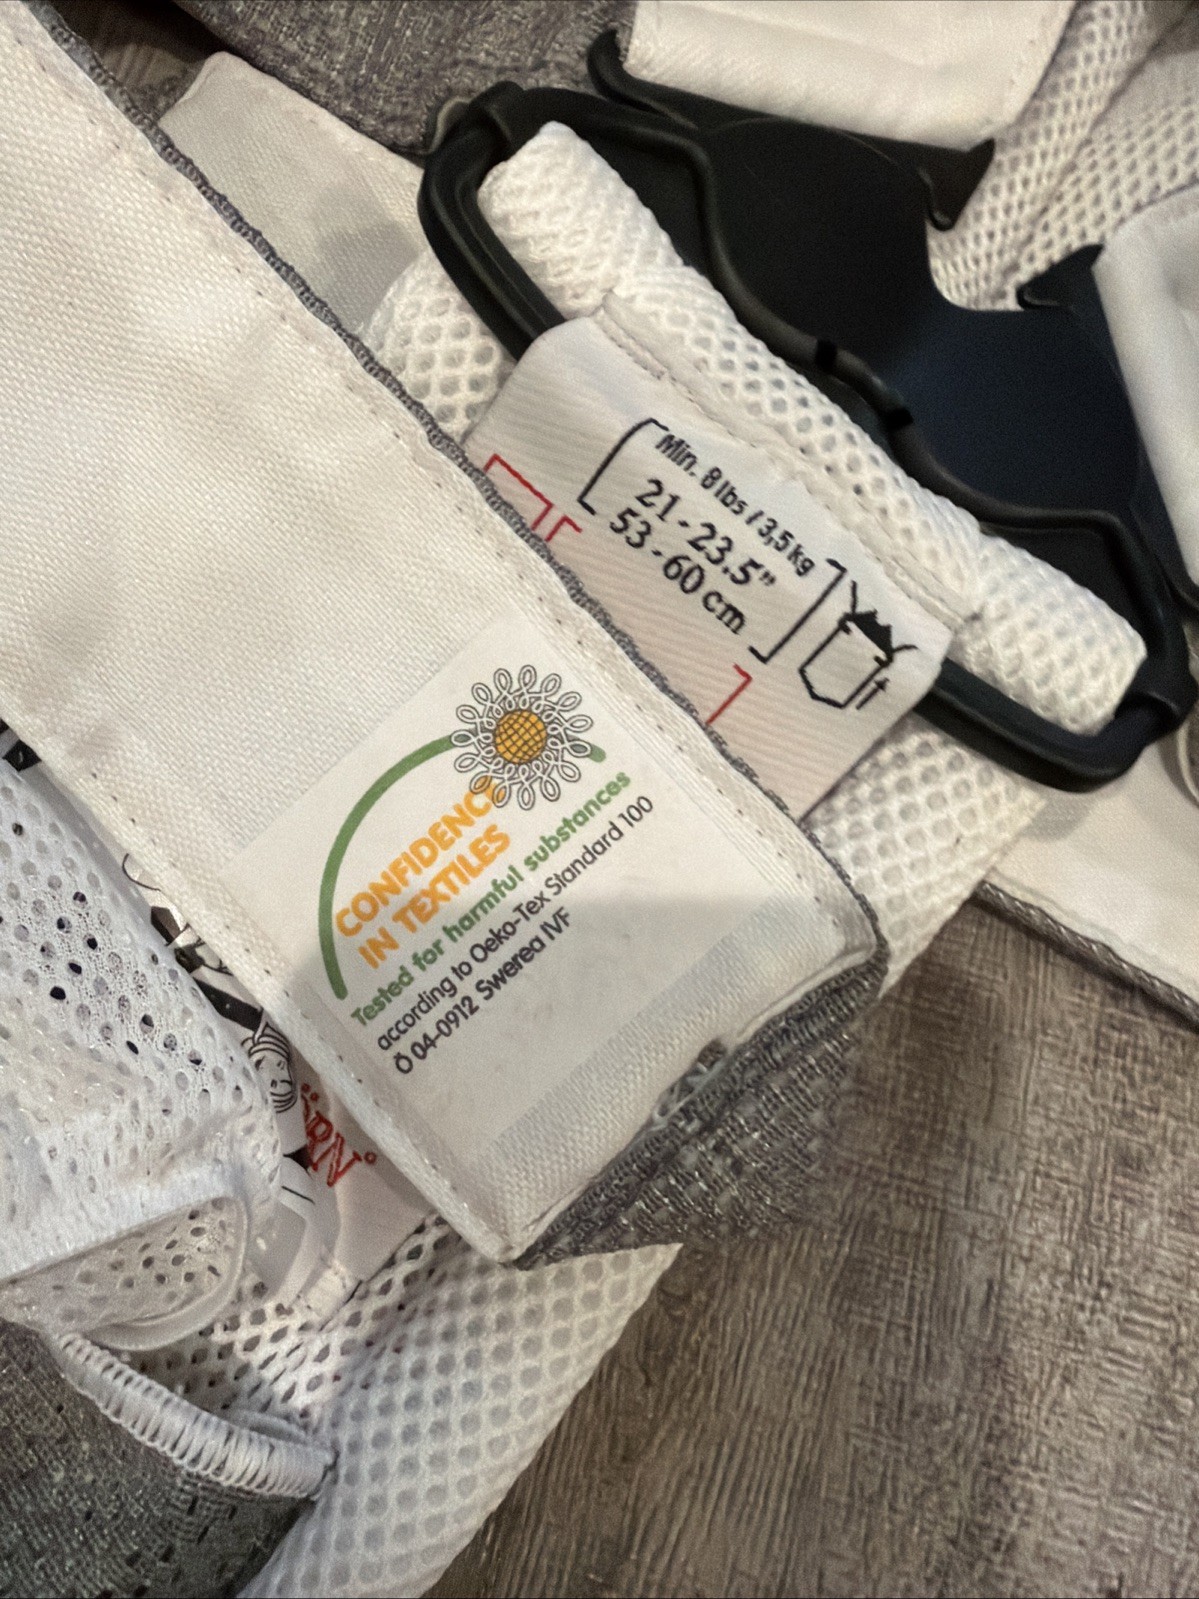 Min. 8 lbs / 3,5 kg
21 - 23.5”
53 - 60 cm
CONFIDENCE
IN TEXTILES
Tested for harmful substances
according to Oeko-Tex Standard 100
Ö 04-0912 Swerea IVF
ÖRN